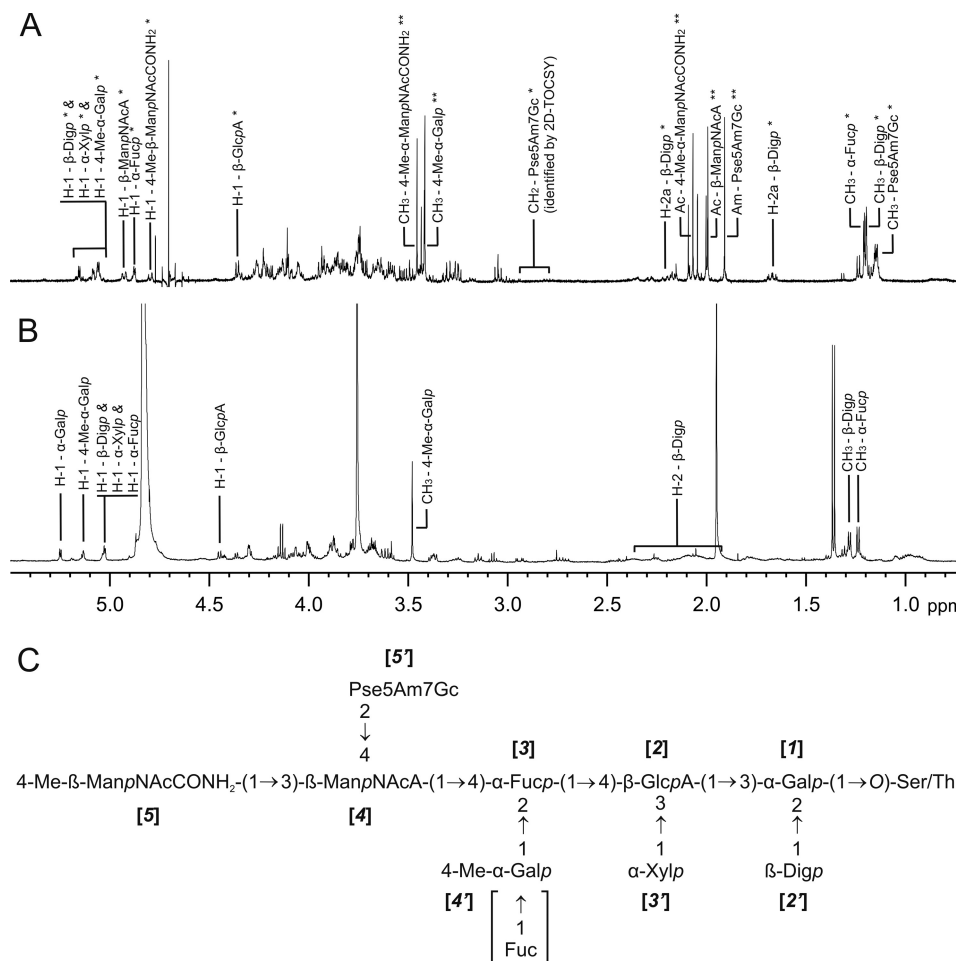 A
H-1 - β-Digp * &
H-1 - α-Xylp * &
H-1 - 4-Me-α-Galp *
H-1 - β-ManpNAcA *
H-1 - α-Fucp *
H-1 - 4-Me-β-ManpNAcCONH2 *
H-1 - β-GlcpA *
CH3 - 4-Me-α-ManpNAcCONH2 **
CH3 - 4-Me-α-Galp **
CH2 - Pse5Am7Gc *
(identified by 2D-TOCSY)
H-2a - β-Digp *
Ac - 4-Me-α-ManpNAcCONH2 **
Ac - β-ManpNAcA **
Am - Pse5Am7Gc **
H-2a - β-Digp *
CH3 - α-Fucp *
CH3 - β-Digp *
CH3 - Pse5Am7Gc *
B
H-1 - α-Galp
H-1 - 4-Me-α-Galp
H-1 - β-Digp &
H-1 - α-Xylp &
H-1 - α-Fucp
H-1 - β-GlcpA
CH3 - 4-Me-α-Galp
H-2 - β-Digp
CH3 - β-Digp
CH3 - α-Fucp
5.0 4.5 4.0 3.5 3.0 2.5 2.0 1.5 1.0 ppm
C
[5']
Pse5Am7Gc
2
↓
4
[3] [2] [1]
4-Me-ß-ManpNAcCONH2-(1→3)-ß-ManpNAcA-(1→4)-α-Fucp-(1→4)-β-GlcpA-(1→3)-α-Galp-(1→O)-Ser/Th
[5] [4] 2 3 2
↑ ↑ ↑
1 1 1
4-Me-α-Galp α-Xylp ß-Digp
[4'] [3'] [2']
↑
1
Fuc